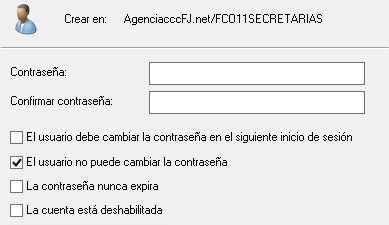 Crear en: AgenciacccFJ.net/FCO11SECRETARIAS
Contraseña:
Confirmar contraseña:
El usuario debe cambiar la contraseña en el siguiente inicio de sesión
El usuario no puede cambiar la contraseña
La contraseña nunca expira
La cuenta está deshabilitada